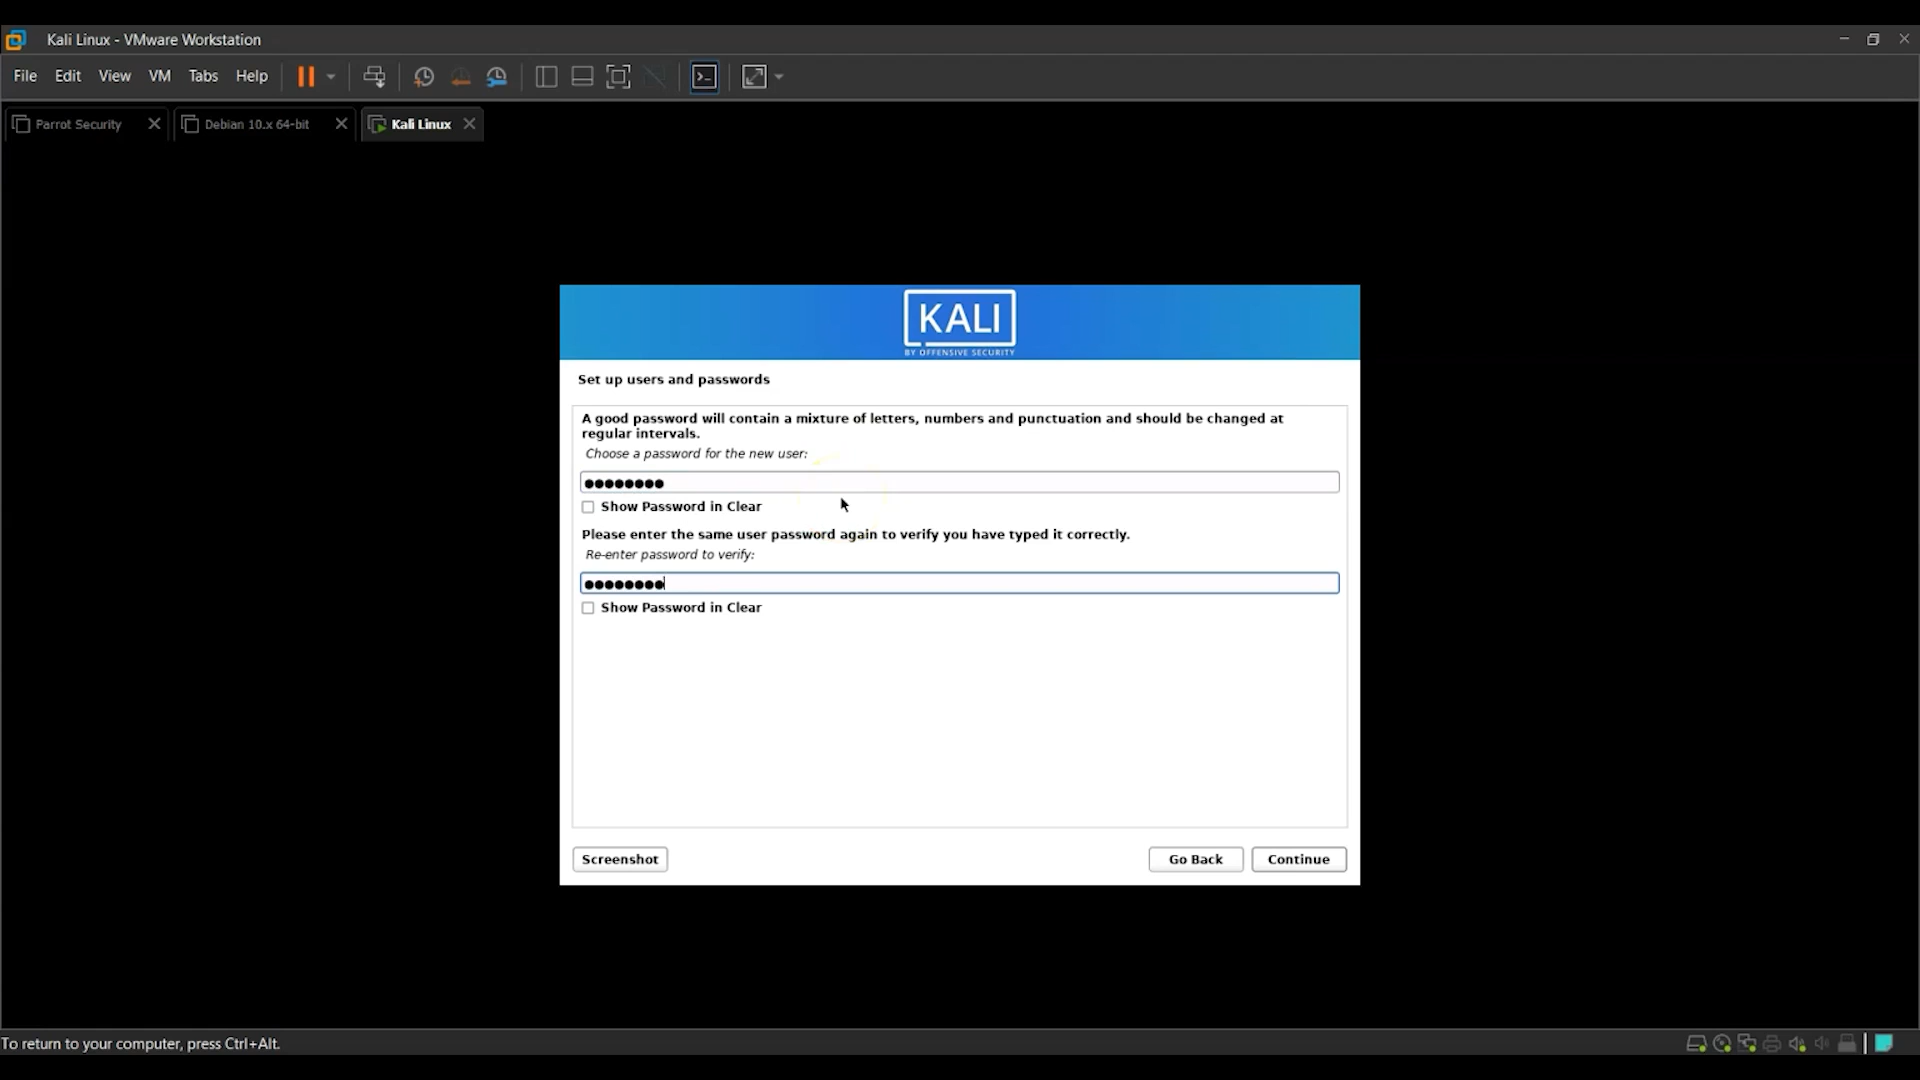 Kali Linux - VMware Workstation
File Edit View VM Tabs Help
Parrot Security Debian 10.x 64-bit Kali Linux
KALI
BY OFFENSIVE SECURITY
Set up users and passwords
A good password will contain a mixture of letters, numbers and punctuation and should be changed at
regular intervals.
Choose a password for the new user:
●●●●●●●●
Show Password in Clear
Please enter the same user password again to verify you have typed it correctly.
Re-enter password to verify:
●●●●●●●●
Show Password in Clear
Screenshot Go Back Continue
To return to your computer, press Ctrl+Alt.